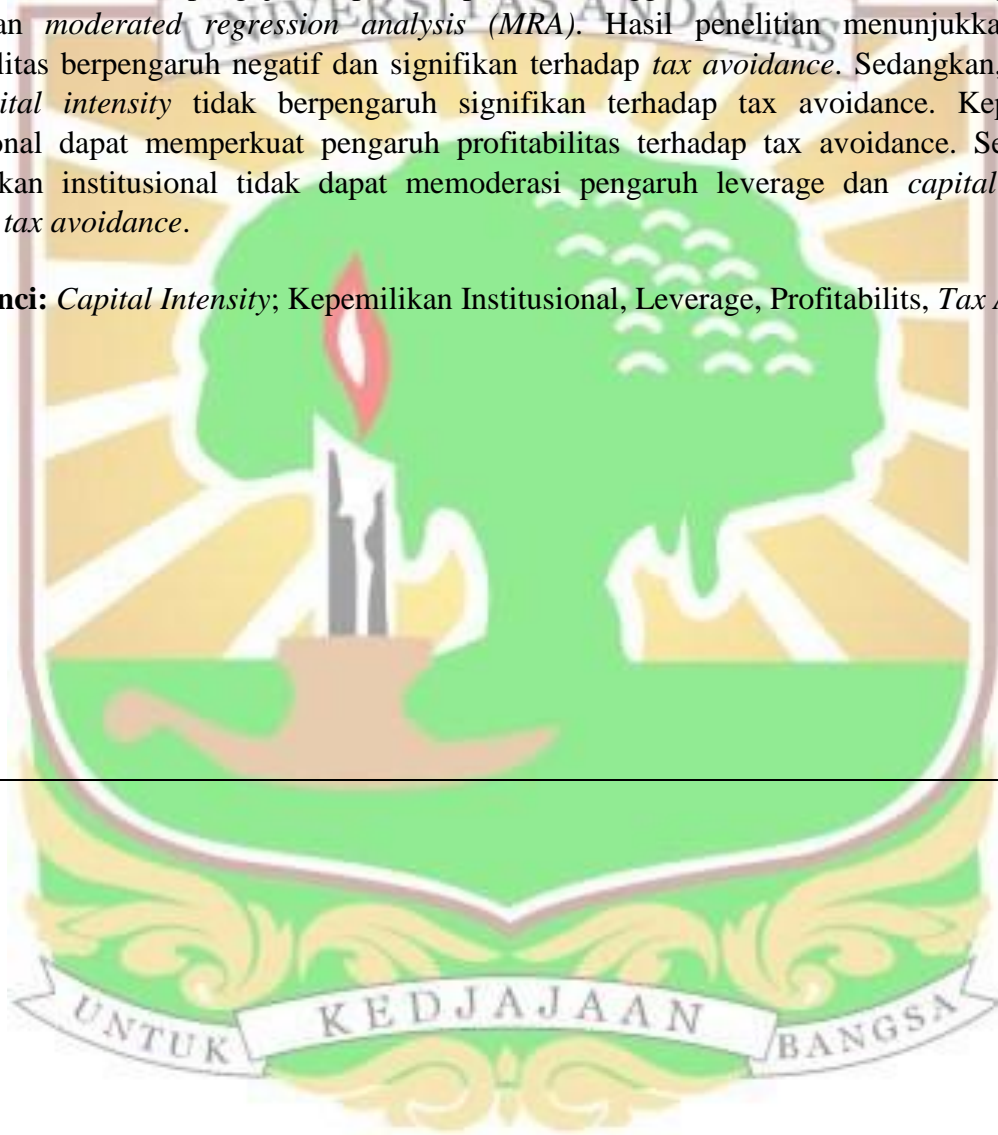 an moderated regression analysis (MRA). Hasil penelitian menunjukka
litas berpengaruh negatif dan signifikan terhadap tax avoidance. Sedangkan,
ital intensity tidak berpengaruh signifikan terhadap tax avoidance. Kep
onal dapat memperkuat pengaruh profitabilitas terhadap tax avoidance. Se
kan institusional tidak dapat memoderasi pengaruh leverage dan capital
tax avoidance.
nci: Capital Intensity; Kepemilikan Institusional, Leverage, Profitabilits, Tax A
UNIVERSITAS ANDALAS
UNTUK KEDJAJAAN BANGSA